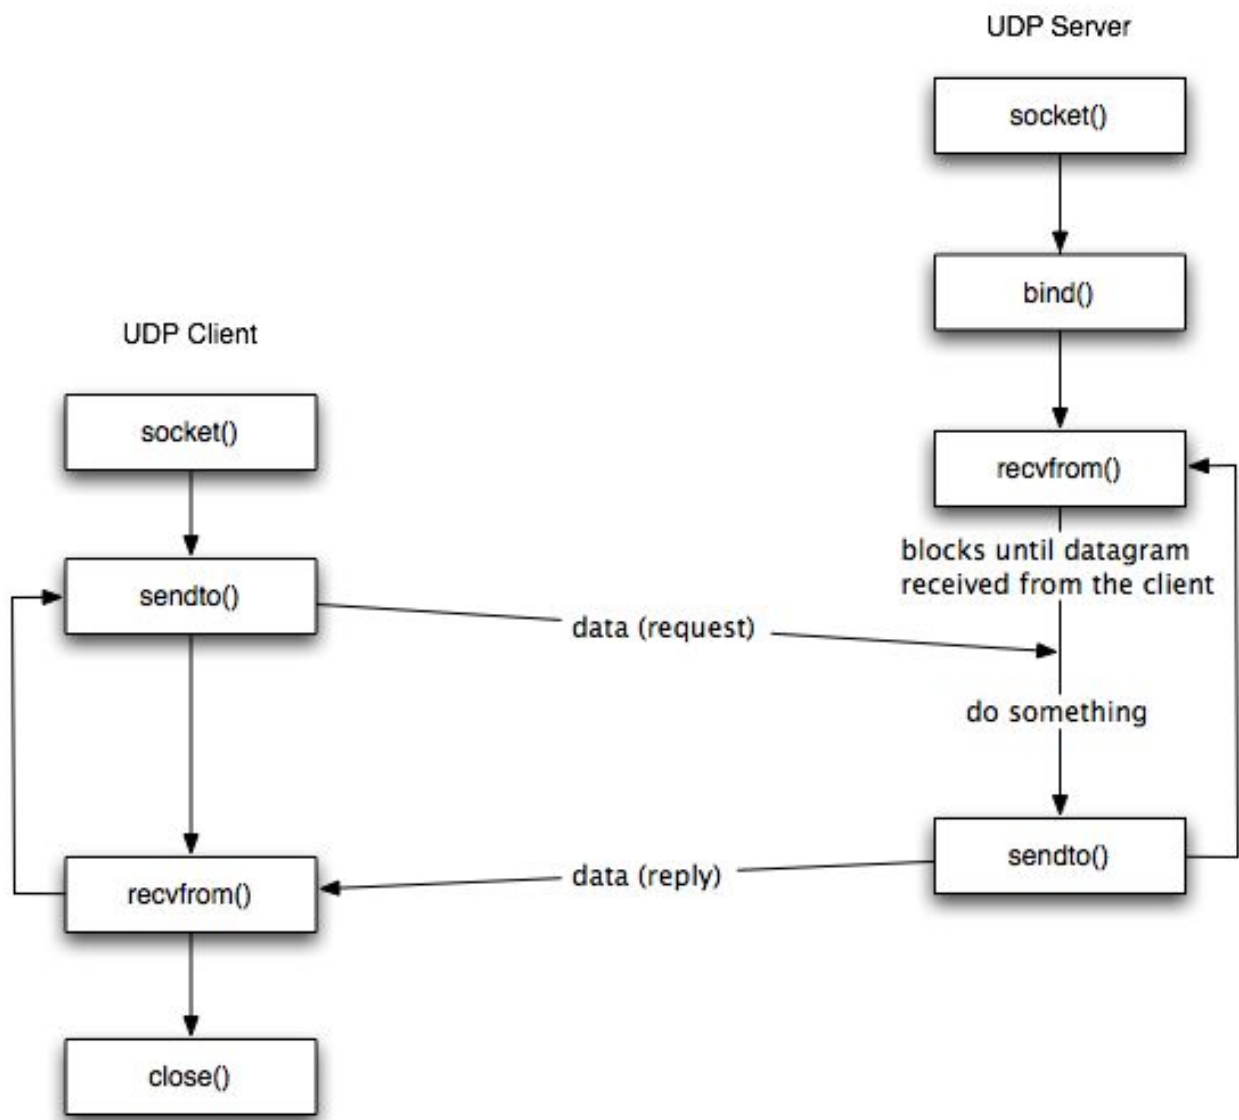 UDP Server
socket()
bind()
UDP Client
socket()
recvfrom()
blocks until datagram
received from the client
sendto()
data (request)
do something
sendto()
data (reply)
recvfrom()
close()